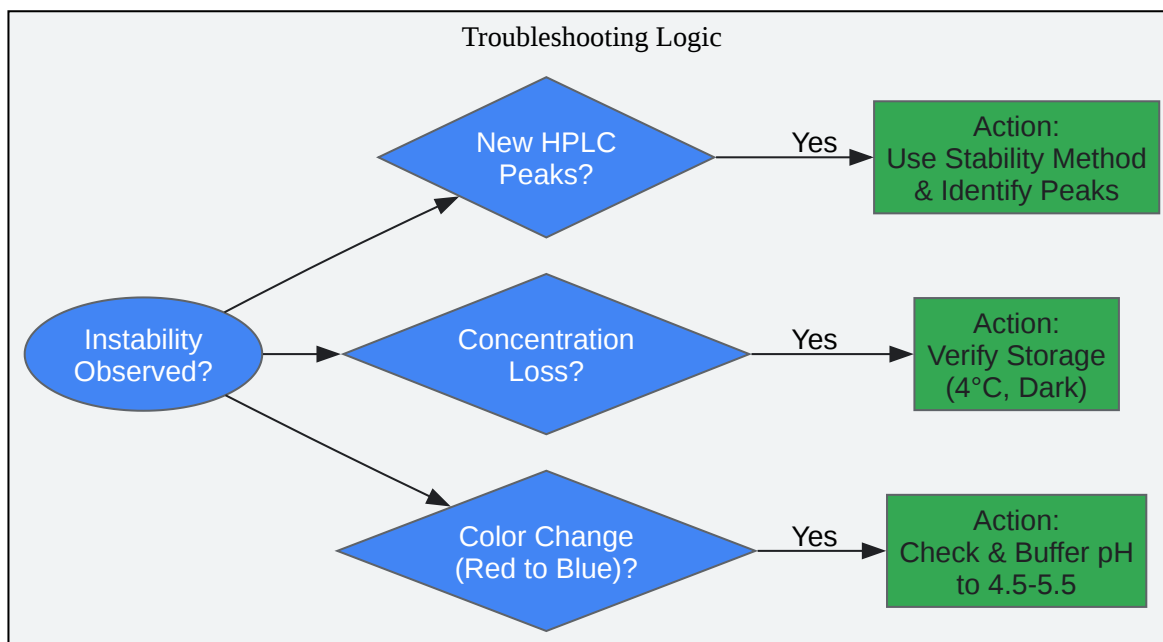 Troubleshooting Logic
New HPLC
Peaks?
Yes
Action:
Use Stability Method
& Identify Peaks
Instability
Observed?
Concentration
Loss?
Yes
Action:
Verify Storage
(4°C, Dark)
Color Change
(Red to Blue)?
Yes
Action:
Check & Buffer pH
to 4.5-5.5